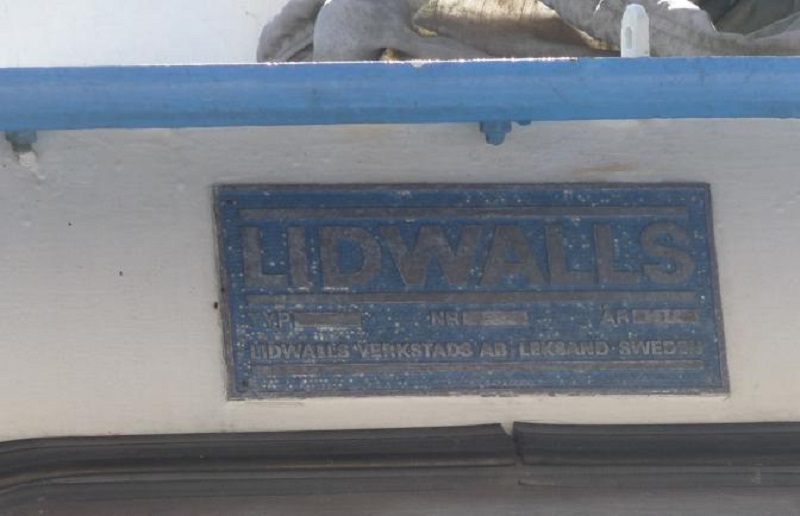 LIDWALLS
TYP NR ÅR
LIDWALLS VERKSTADS AB · LEKSAND · SWEDEN